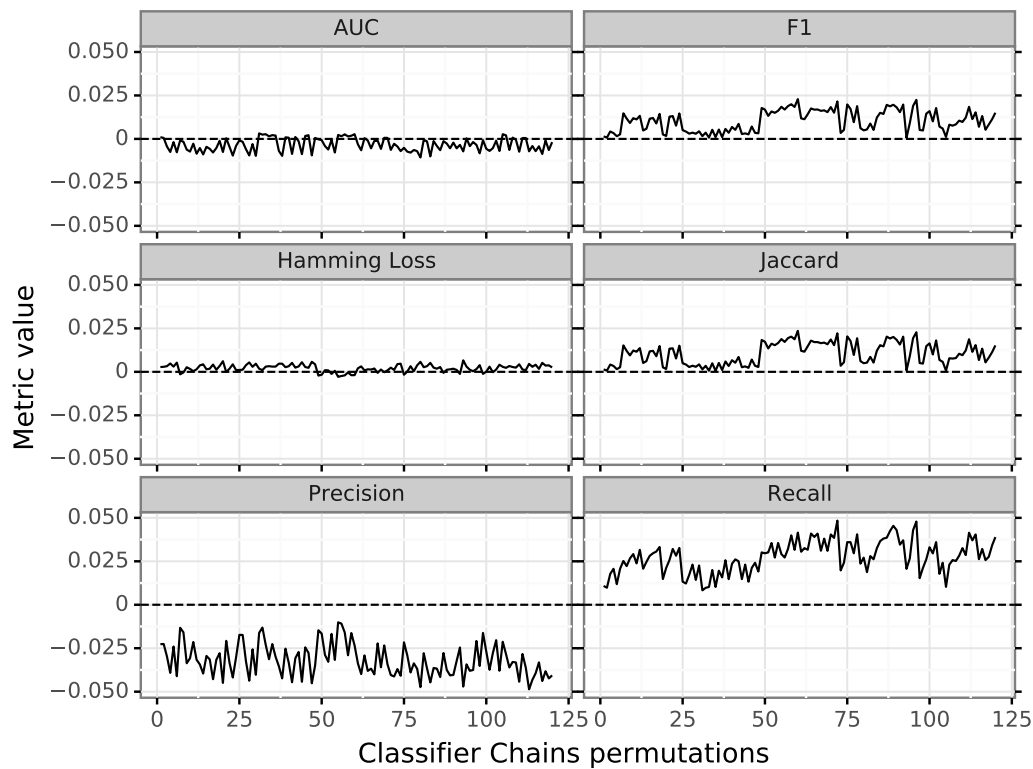 AUC
F1
0.050
0.025
0
−0.025
−0.050
Hamming Loss
Jaccard
0.050
0.025
0
−0.025
−0.050
Precision
Recall
0.050
0.025
0
−0.025
−0.050
0 25 50 75 100 125
0 25 50 75 100 125
Metric value
Classifier Chains permutations